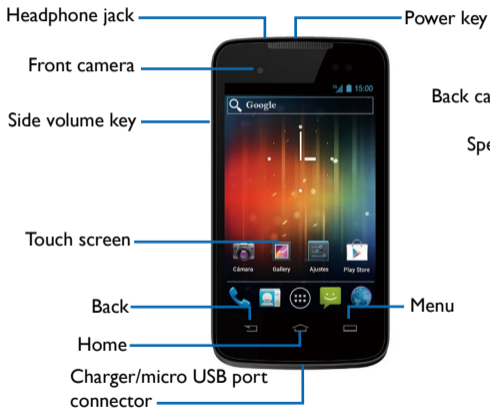 Headphone jack
Power key
Front camera
15:00
Back ca
Google
Side volume key
Spe
Touch screen
Cámara
Gallery
Ajustes
Play Store
Back
Menu
Home
Charger/micro USB port
connector